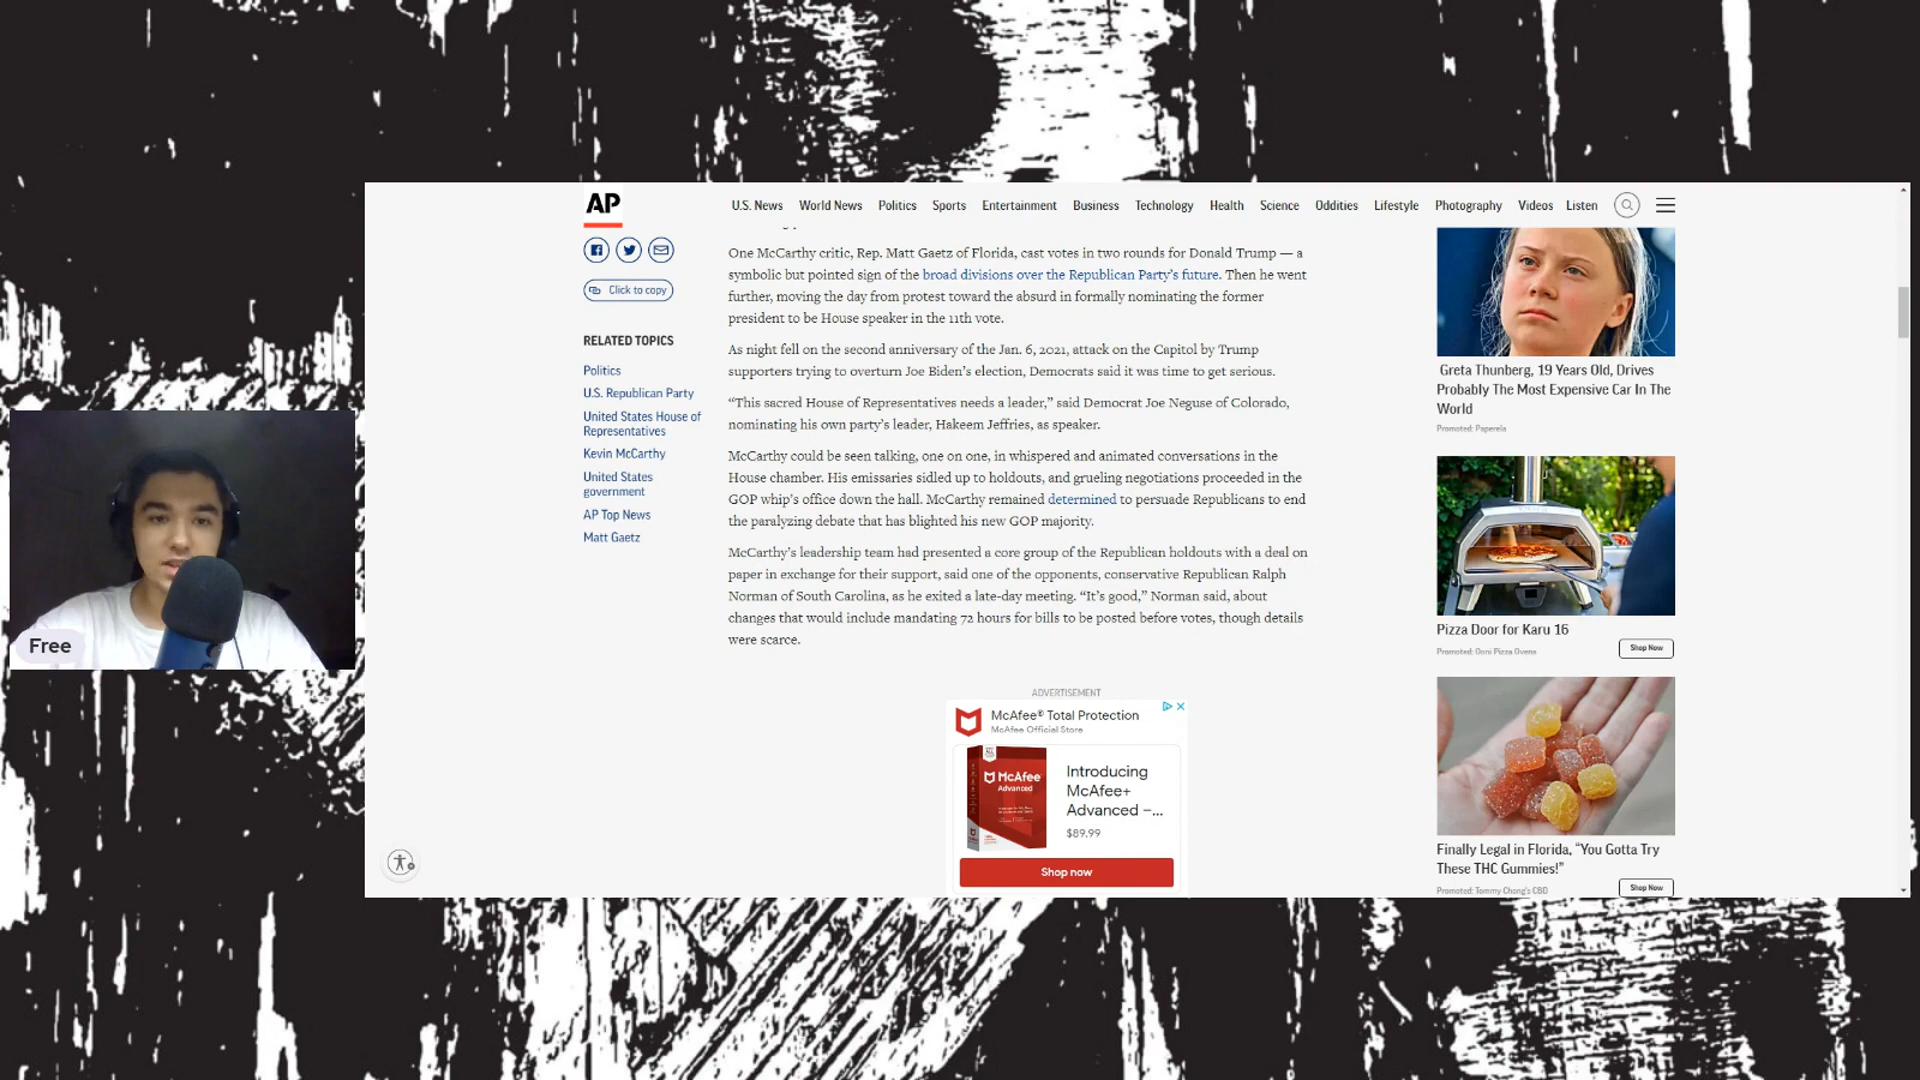 AP
U.S. News World News Politics Sports Entertainment Business Technology Health Science Oddities Lifestyle Photography Videos Listen
Click to copy
RELATED TOPICS
Politics
U.S. Republican Party
United States House of
Representatives
Kevin McCarthy
United States
government
AP Top News
Matt Gaetz
One McCarthy critic, Rep. Matt Gaetz of Florida, cast votes in two rounds for Donald Trump — a
symbolic but pointed sign of the broad divisions over the Republican Party’s future. Then he went
further, moving the day from protest toward the absurd in formally nominating the former
president to be House speaker in the 11th vote.
As night fell on the second anniversary of the Jan. 6, 2021, attack on the Capitol by Trump
supporters trying to overturn Joe Biden’s election, Democrats said it was time to get serious.
“This sacred House of Representatives needs a leader,” said Democrat Joe Neguse of Colorado,
nominating his own party’s leader, Hakeem Jeffries, as speaker.
McCarthy could be seen talking, one on one, in whispered and animated conversations in the
House chamber. His emissaries sidled up to holdouts, and grueling negotiations proceeded in the
GOP whip’s office down the hall. McCarthy remained determined to persuade Republicans to end
the paralyzing debate that has blighted his new GOP majority.
McCarthy’s leadership team had presented a core group of the Republican holdouts with a deal on
paper in exchange for their support, said one of the opponents, conservative Republican Ralph
Norman of South Carolina, as he exited a late-day meeting. “It’s good,” Norman said, about
changes that would include mandating 72 hours for bills to be posted before votes, though details
were scarce.
ADVERTISEMENT
McAfee® Total Protection
McAfee Official Store
McAfee
Advanced
Introducing
McAfee+
Advanced –...
$89.99
Shop now
Greta Thunberg, 19 Years Old, Drives
Probably The Most Expensive Car In The
World
Promoted: Paperela
Pizza Door for Karu 16
Promoted: Ooni Pizza Ovens
Shop Now
Finally Legal in Florida, “You Gotta Try
These THC Gummies!”
Promoted: Tommy Chong's CBD
Shop Now
Free